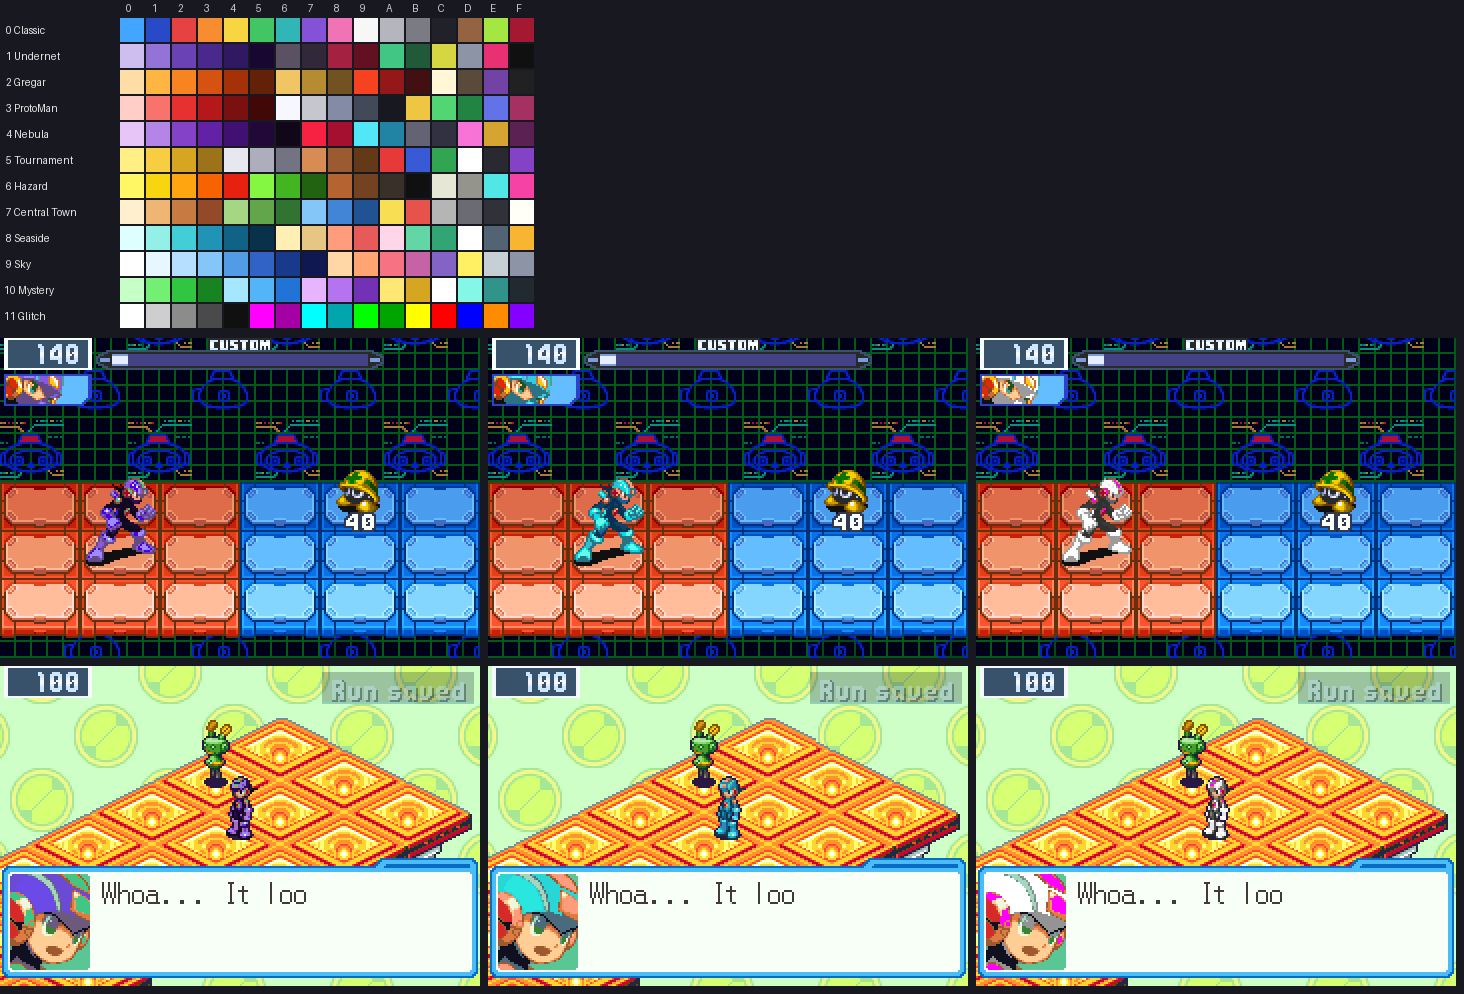 0 1 2 3 4 5 6 7 8 9 A B C D E F
0 Classic
1 Undernet
2 Gregar
3 ProtoMan
4 Nebula
5 Tournament
6 Hazard
7 Central Town
8 Seaside
9 Sky
10 Mystery
11 Glitch
140 CUSTOM 140 CUSTOM 140 CUSTOM
40 40 40
100 Run saved 100 Run saved 100 Run saved
Whoa... It loo Whoa... It loo Whoa... It loo